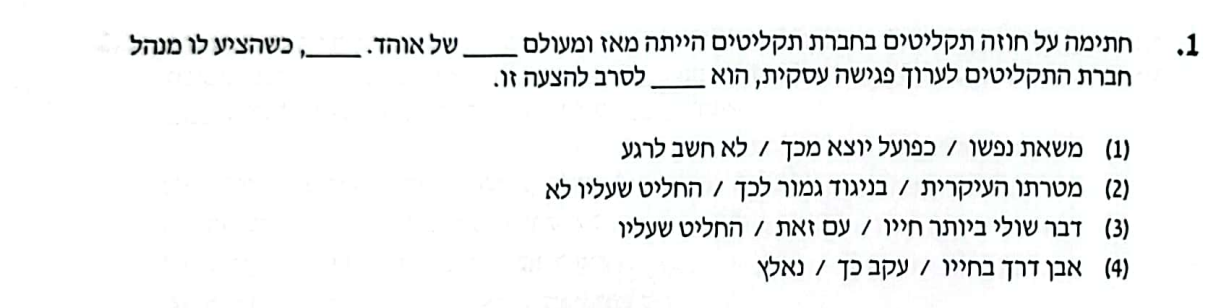 1. חתימה על חוזה תקליטים בחברת תקליטים הייתה מאז ומעולם _____ של אוהד. _____, כשהציע לו מנהל
חברת התקליטים לערוך פגישה עסקית, הוא _____ לסרב להצעה זו.
(1) משאת נפשו / כפועל יוצא מכך / לא חשב לרגע
(2) מטרתו העיקרית / בניגוד גמור לכך / החליט שעליו לא
(3) דבר שולי ביותר חייו / עם זאת / החליט שעליו
(4) אבן דרך בחייו / עקב כך / נאלץ